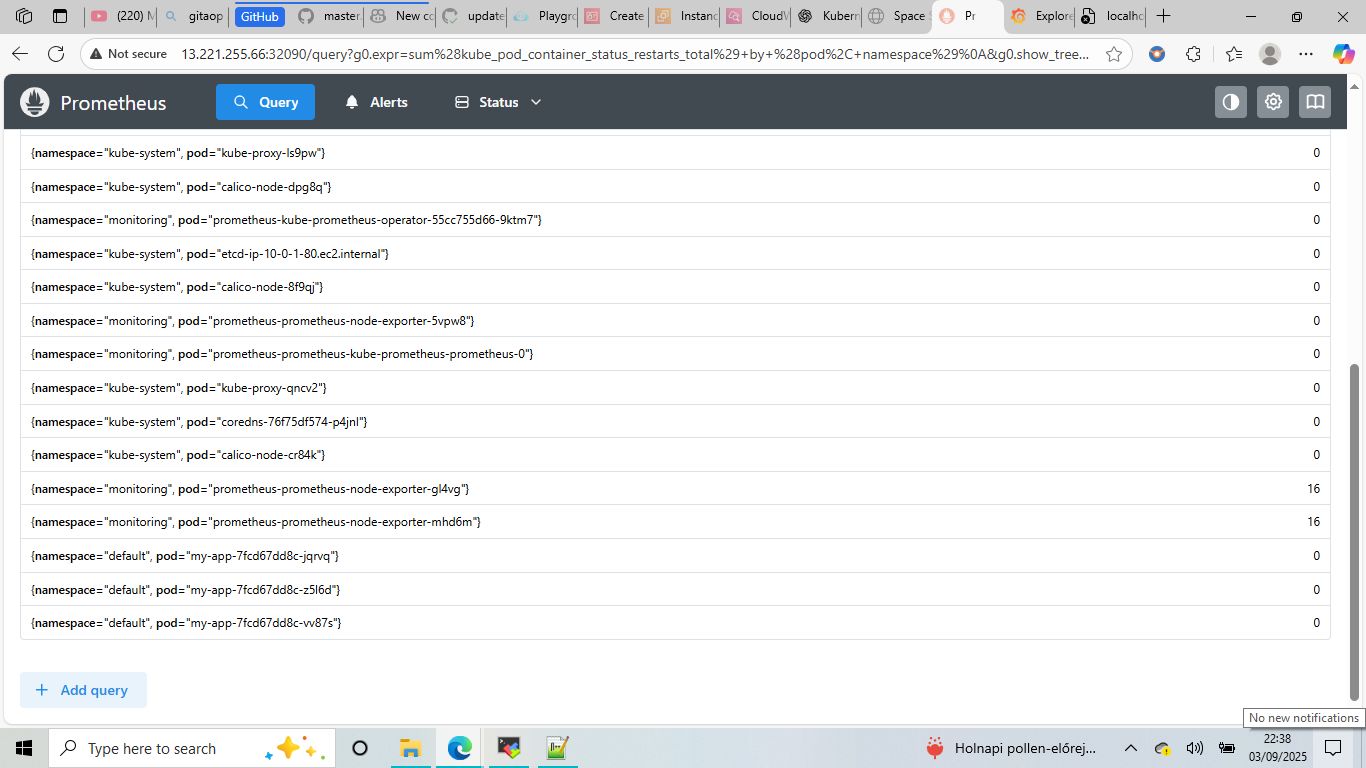 (220) M
gitaop
GitHub
master.
New co
update
Playgro
Create
Instanc
CloudW
Kubern
Space
Pr
Explore
localhc
Not secure 13.221.255.66:32090/query?g0.expr=sum%28kube_pod_container_status_restarts_total%29+by+%28pod%2C+namespace%29%0A&g0.show_tree...
Prometheus Query Alerts Status
{namespace="kube-system", pod="kube-proxy-ls9pw"} 0
{namespace="kube-system", pod="calico-node-dpg8q"} 0
{namespace="monitoring", pod="prometheus-kube-prometheus-operator-55cc755d66-9ktm7"} 0
{namespace="kube-system", pod="etcd-ip-10-0-1-80.ec2.internal"} 0
{namespace="kube-system", pod="calico-node-8f9qj"} 0
{namespace="monitoring", pod="prometheus-prometheus-node-exporter-5vpw8"} 0
{namespace="monitoring", pod="prometheus-prometheus-kube-prometheus-prometheus-0"} 0
{namespace="kube-system", pod="kube-proxy-qncv2"} 0
{namespace="kube-system", pod="coredns-76f75df574-p4jnl"} 0
{namespace="kube-system", pod="calico-node-cr84k"} 0
{namespace="monitoring", pod="prometheus-prometheus-node-exporter-gl4vg"} 16
{namespace="monitoring", pod="prometheus-prometheus-node-exporter-mhd6m"} 16
{namespace="default", pod="my-app-7fcd67dd8c-jqrvq"} 0
{namespace="default", pod="my-app-7fcd67dd8c-z5l6d"} 0
{namespace="default", pod="my-app-7fcd67dd8c-vv87s"} 0
+ Add query
No new notifications
Type here to search
Holnapi pollen-előrej...
22:38
03/09/2025